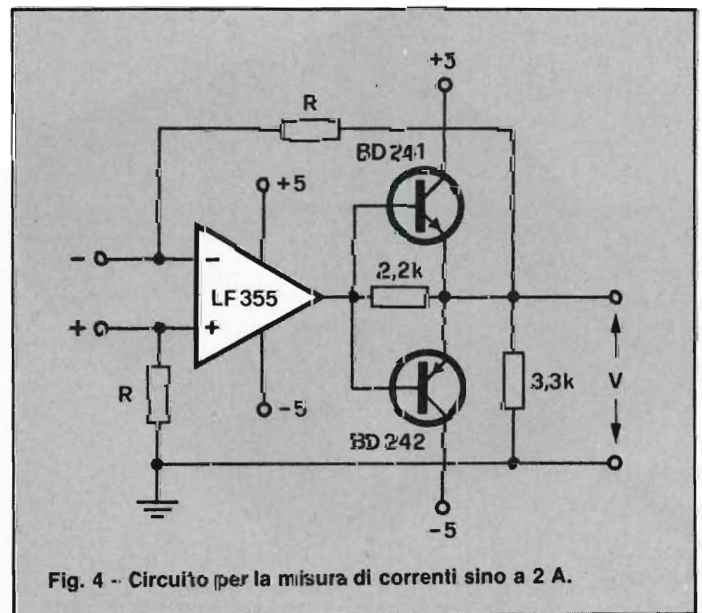 +5
R
BD 241
+5
-
-
2,2k
LF 355
+
+
R
3,3k
V
-5
BD 242
-5
Fig. 4 - Circuito per la misura di correnti sino a 2 A.